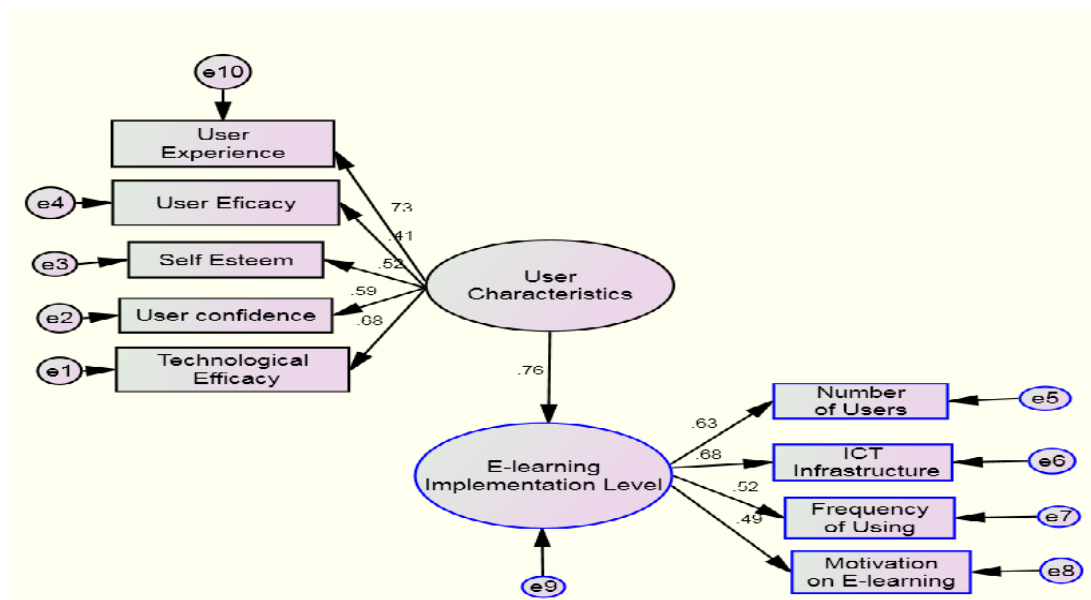 e10
User
Experience
e4
User Eficacy
.73
.41
e3
Self Esteem
.52
User
Characteristics
.59
e2
User confidence
.68
e1
Technological
Efficacy
.76
Number
of Users
e5
.63
E-learning
Implementation Level
.68
ICT
Infrastructure
e6
.52
Frequency
of Using
e7
.49
Motivation
on E-learning
e8
e9